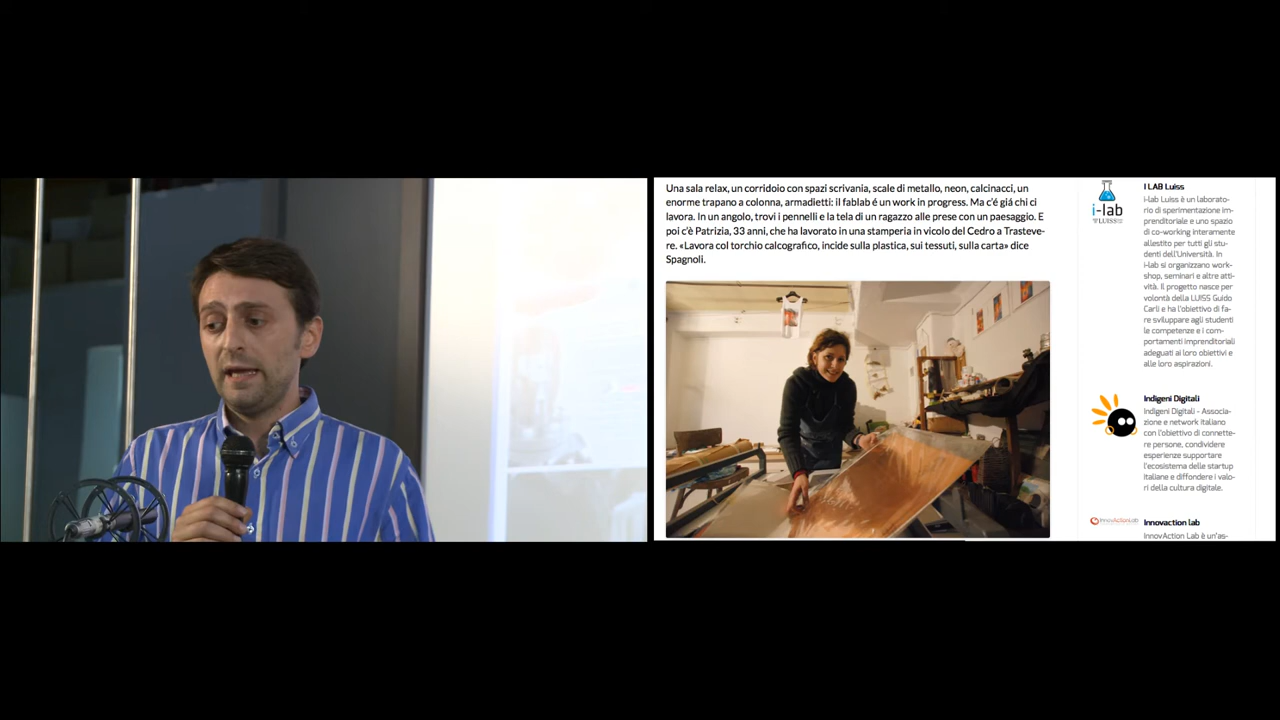 Una sala relax, un corridoio con spazi scrivania, scale di metallo, neon, calcinacci, un
enorme trapano a colonna, armadietti: il fablab é un work in progress. Ma c'é giá chi ci
lavora. In un angolo, trovi i pennelli e la tela di un ragazzo alle prese con un paesaggio. E
poi c'è Patrizia, 33 anni, che ha lavorato in una stamperia in vicolo del Cedro a Trasteve-
re. «Lavora col torchio calcografico, incide sulla plastica, sui tessuti, sulla carta» dice
Spagnoli.
i-lab
LUISS
I LAB Luiss
i-lab Luiss è un laborato-
rio di sperimentazione im-
prenditoriale e uno spazio
di co-working interamente
allestito per tutti gli stu-
denti dell'Università. In
i-lab si organizzano work-
shop, seminari e altre atti-
vità. Il progetto nasce per
volontà della LUISS Guido
Carli e ha l'obiettivo di fa-
re sviluppare agli studenti
le competenze e i com-
portamenti imprenditoriali
adeguati ai loro obiettivi e
alle loro aspirazioni.
Indigeni Digitali
Indigeni Digitali - Associa-
zione e network italiano
con l'obiettivo di connette-
re persone, condividere
esperienze supportare
l'ecosistema delle startup
italiane e diffondere i valo-
ri della cultura digitale.
InnovActionLab
Innovaction lab
InnovAction Lab è un'as-